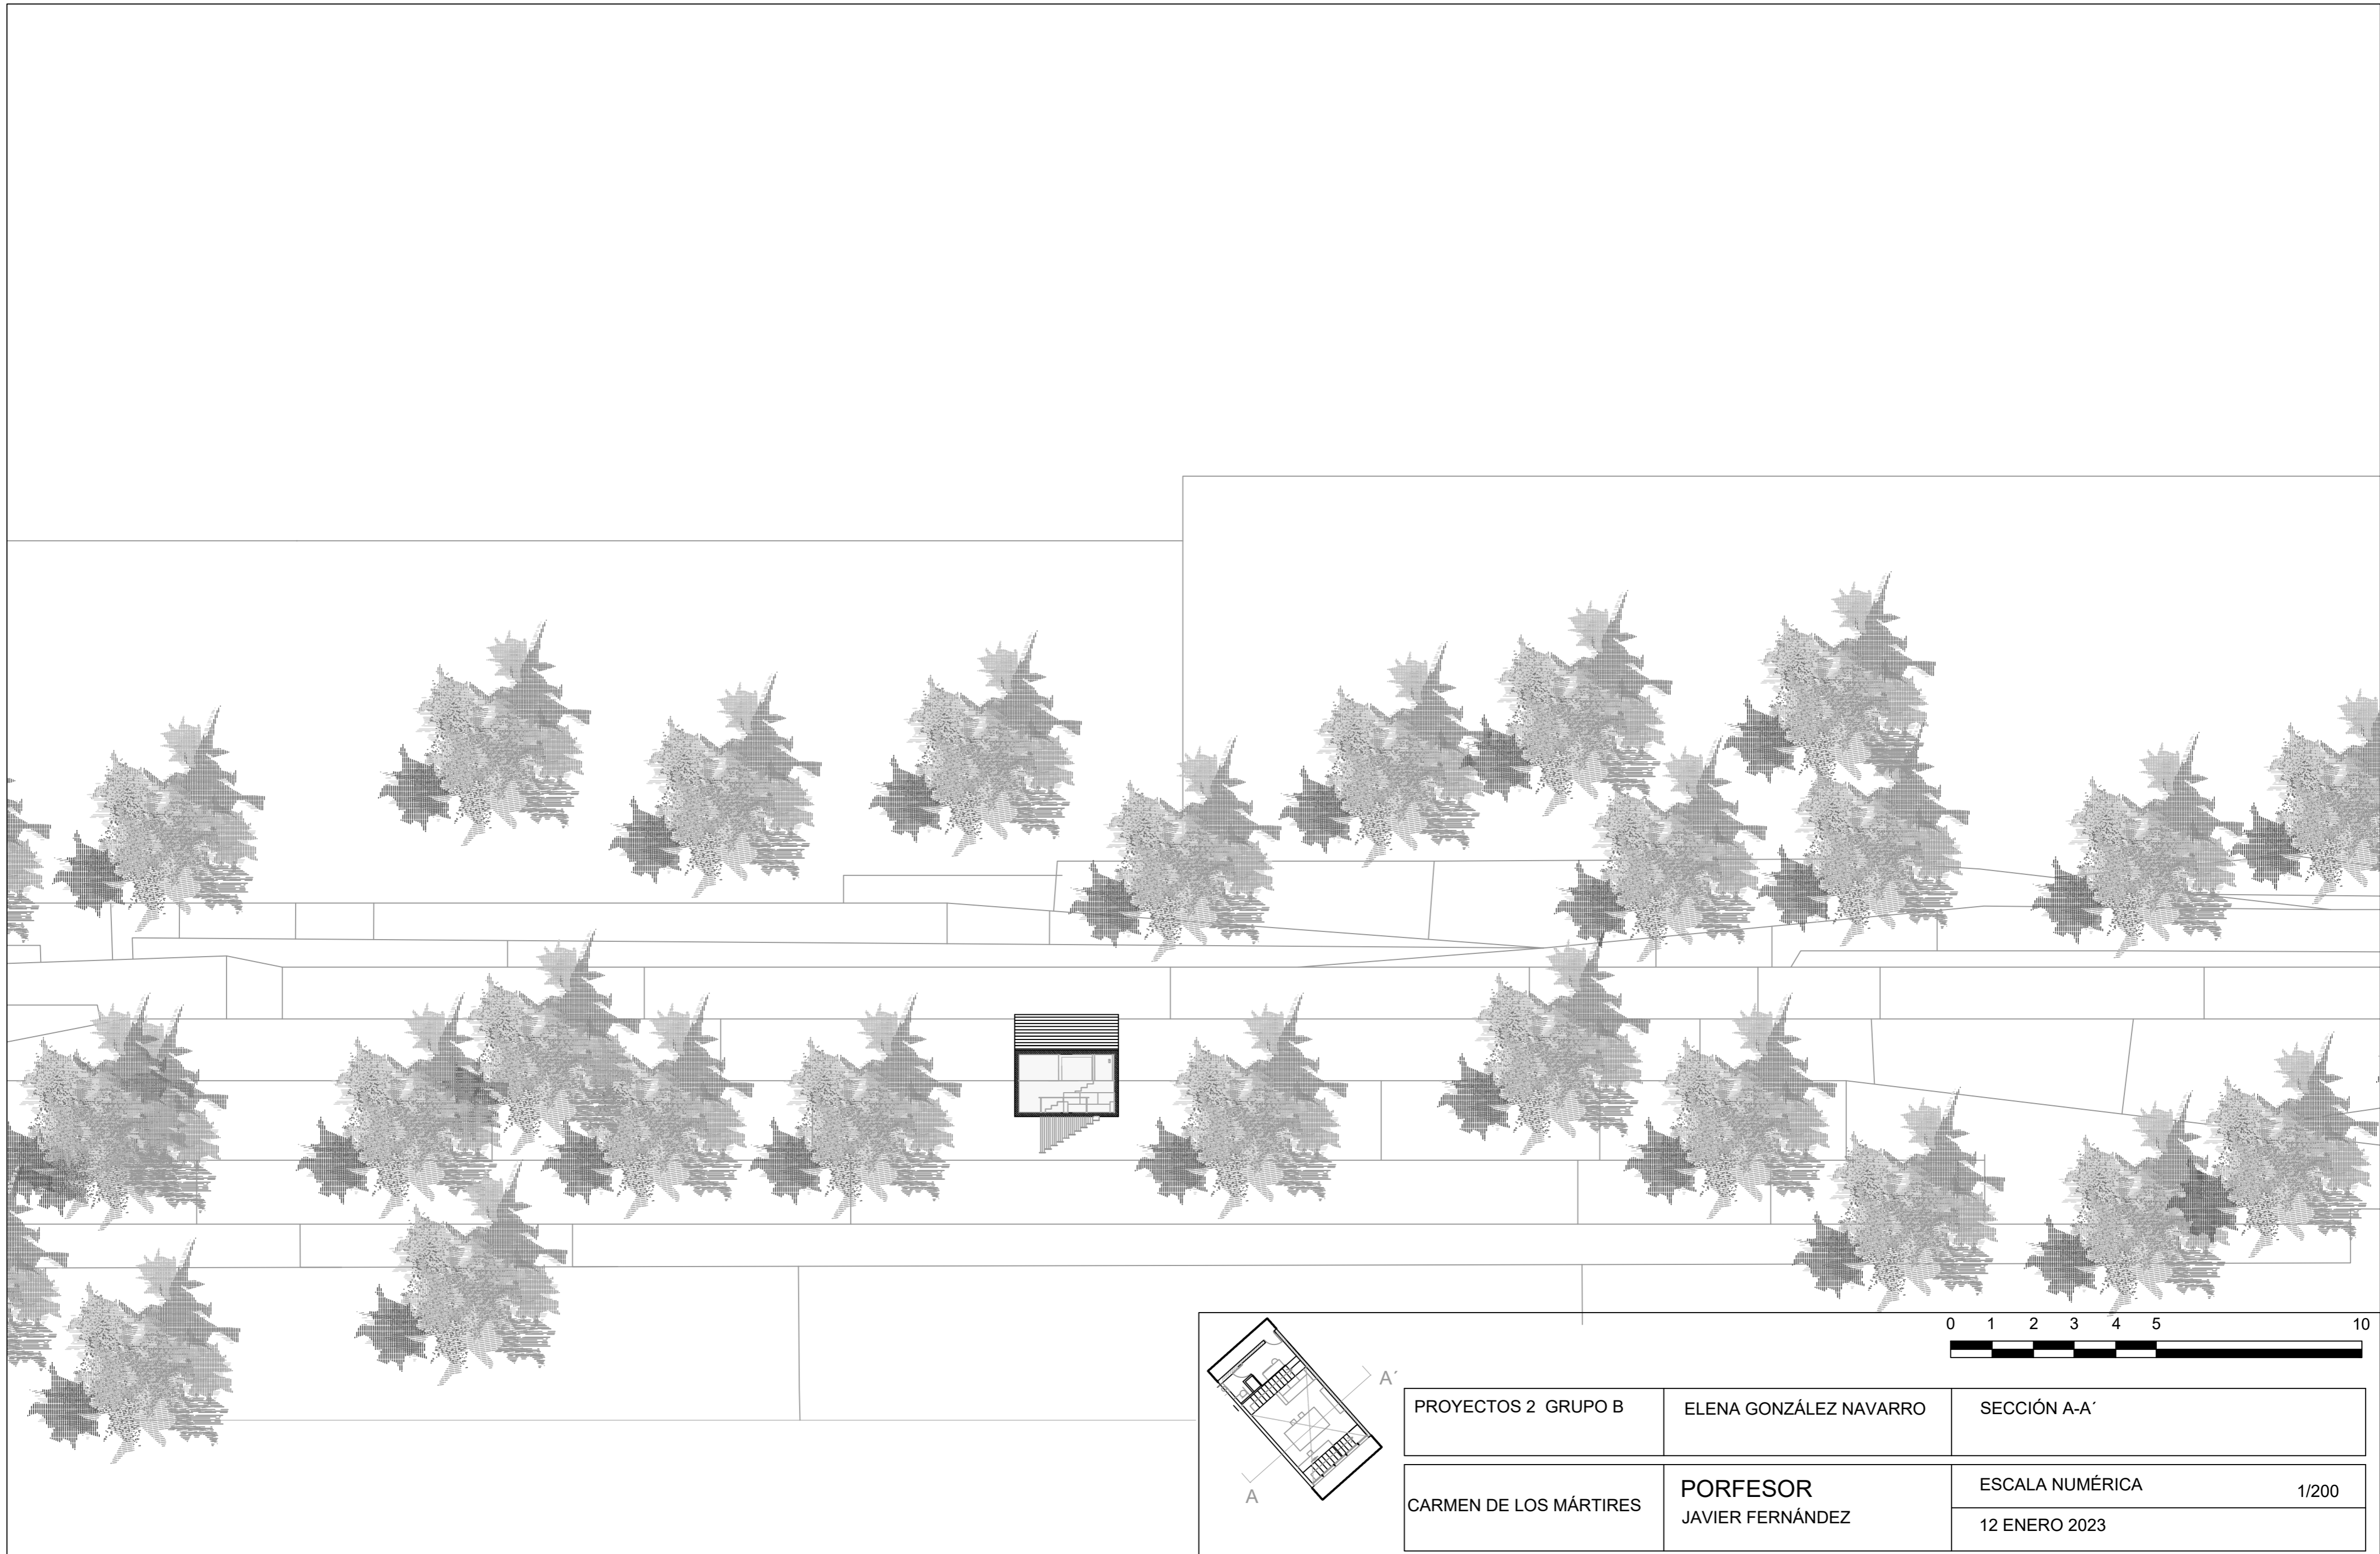 0 1 2 3 4 5 10
A´
A
PROYECTOS 2 GRUPO B
ELENA GONZÁLEZ NAVARRO
SECCIÓN A-A´
CARMEN DE LOS MÁRTIRES
PORFESOR
JAVIER FERNÁNDEZ
ESCALA NUMÉRICA 1/200
12 ENERO 2023